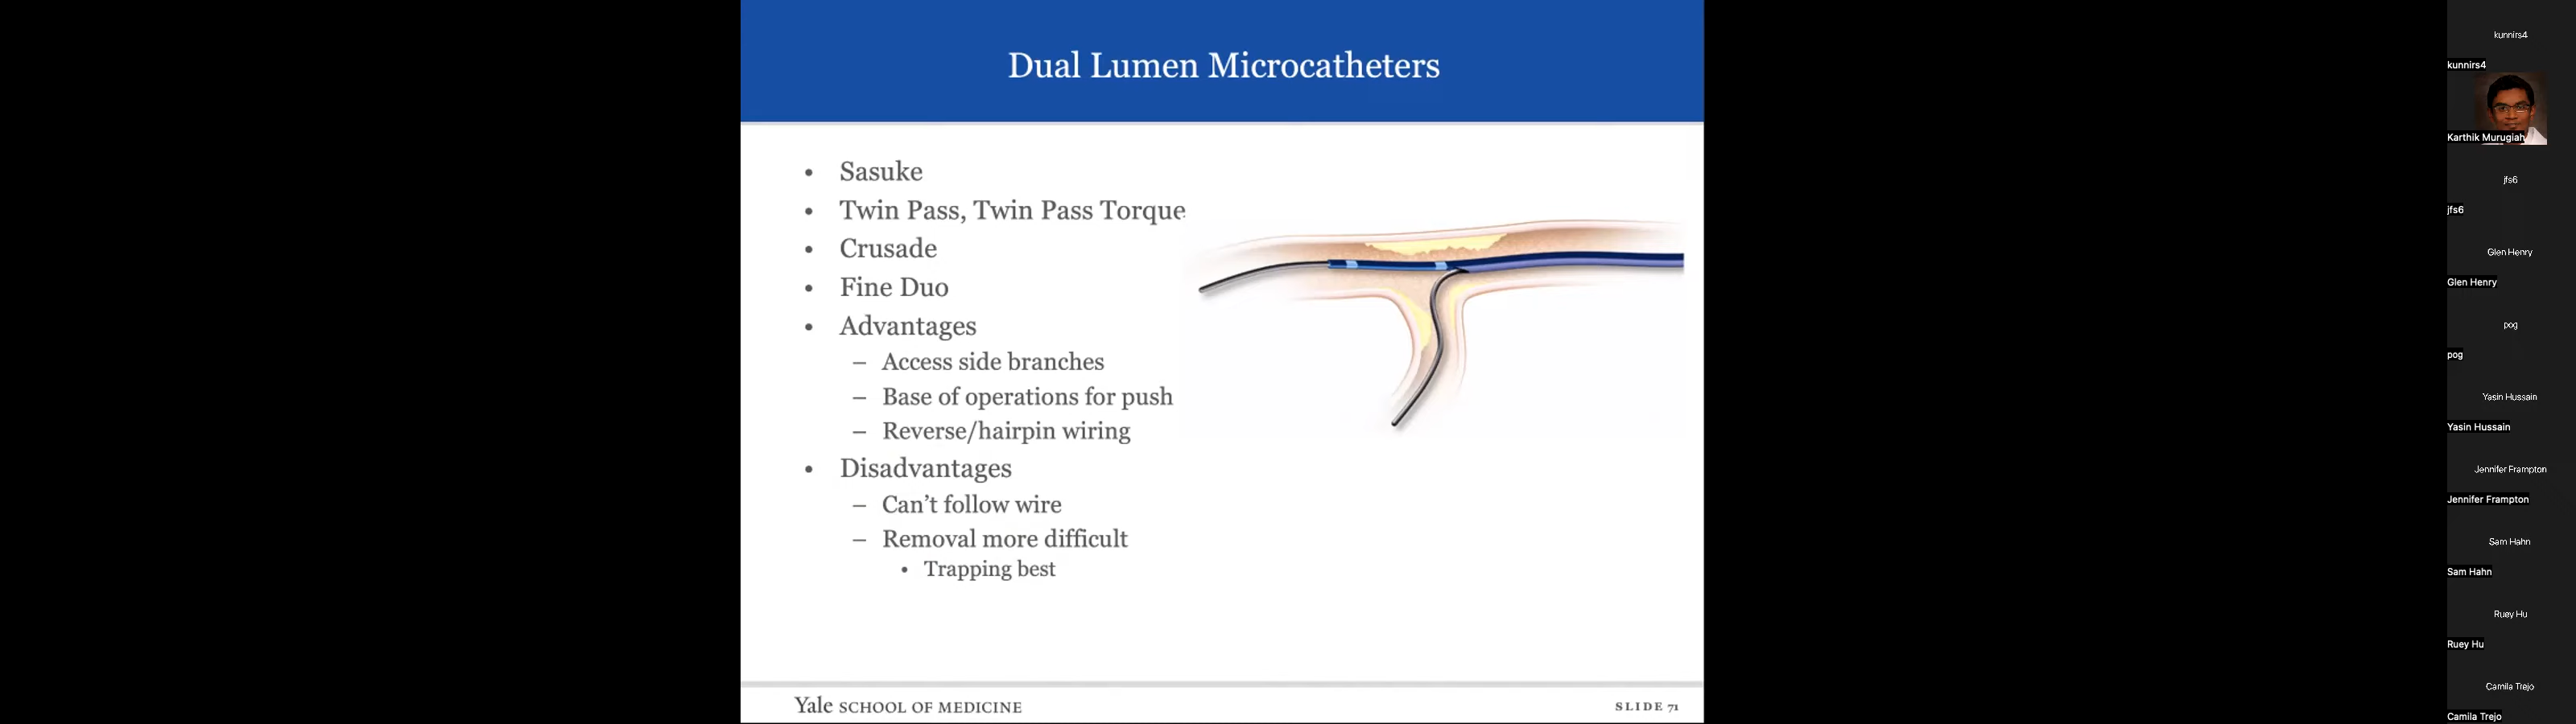 Dual Lumen Microcatheters
• Sasuke
• Twin Pass, Twin Pass Torque
• Crusade
• Fine Duo
• Advantages
– Access side branches
– Base of operations for push
– Reverse/hairpin wiring
• Disadvantages
– Can’t follow wire
– Removal more difficult
• Trapping best
Yale SCHOOL OF MEDICINE
SLIDE 71
kunnirs4
kunnirs4
Karthik Murugiah
jfs6
jfs6
Glen Henry
Glen Henry
pog
pog
Yasin Hussain
Yasin Hussain
Jennifer Frampton
Jennifer Frampton
Sam Hahn
Sam Hahn
Ruey Hu
Ruey Hu
Camila Trejo
Camila Trejo